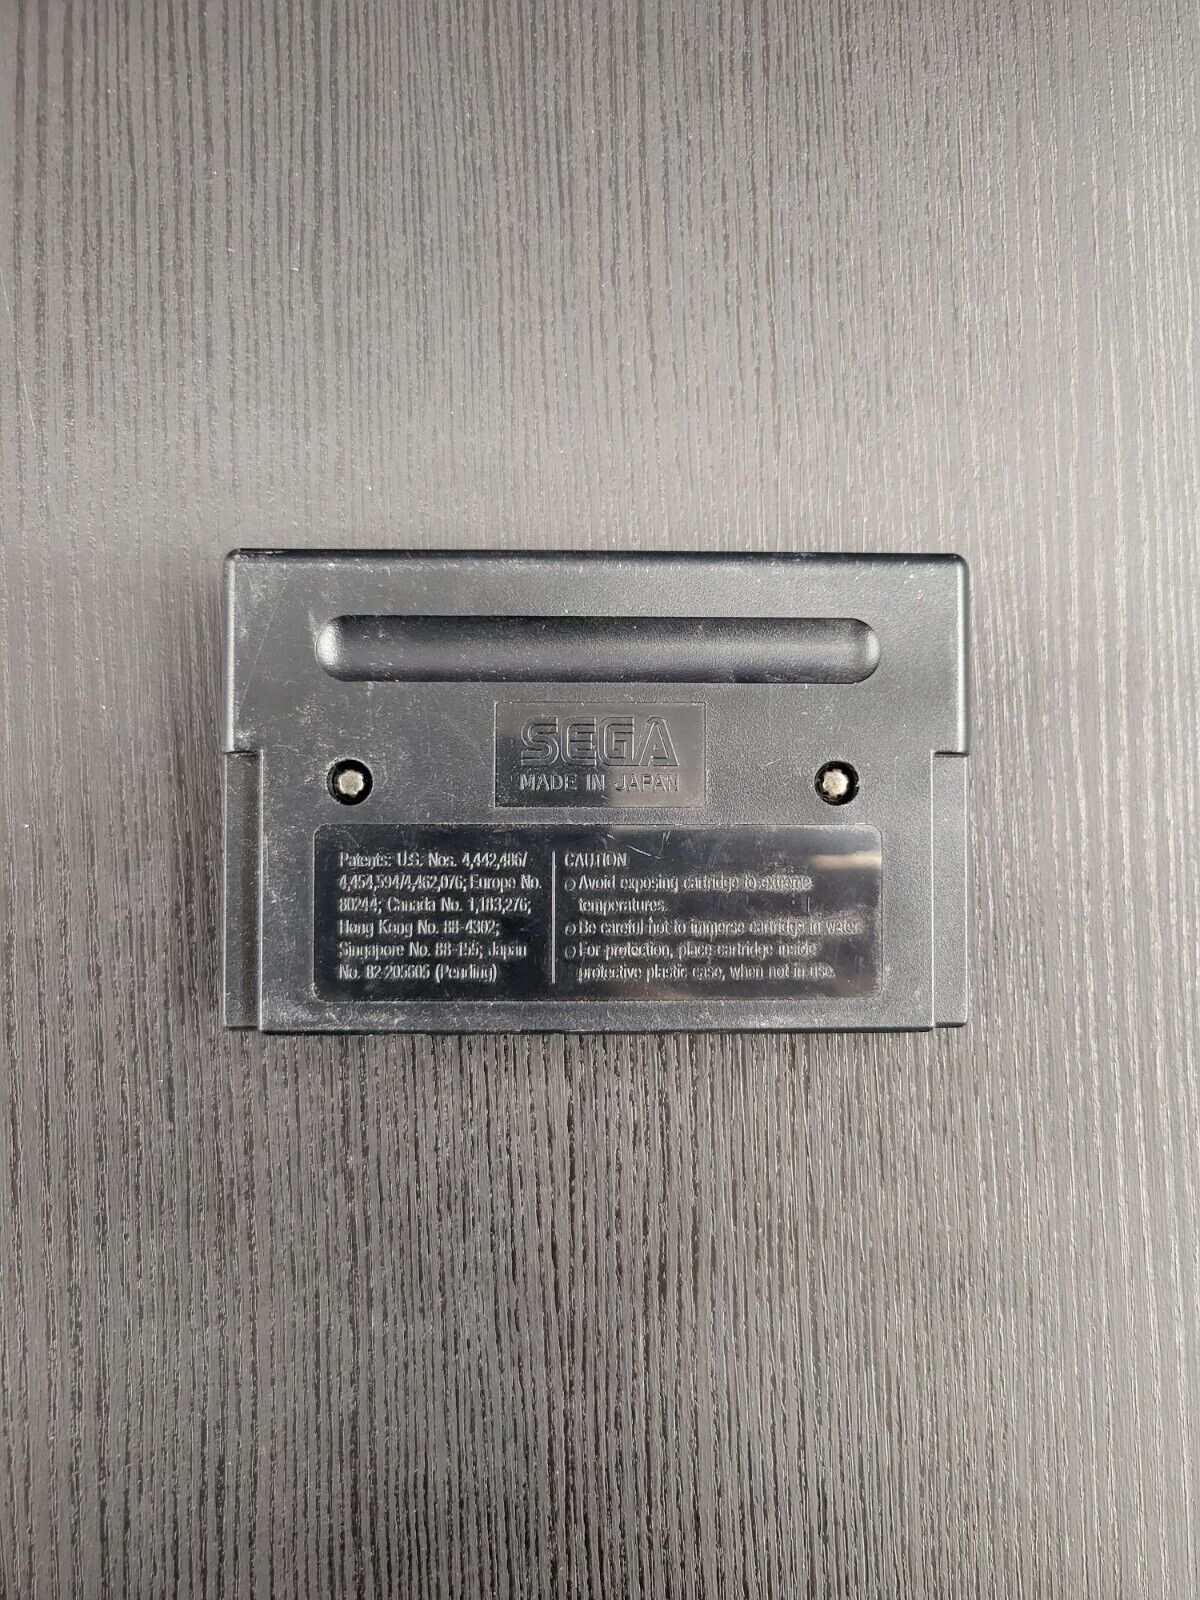 SEGA
MADE IN JAPAN
Patents: U.S. Nos. 4,442,486/
4,454,594/4,462,076; Europe No.
80244; Canada No. 1,183,276;
Hong Kong No. 88-4302;
Singapore No. 88-155; Japan
No. 82-205605 (Pending)
CAUTION
○ Avoid exposing cartridge to extreme
temperatures.
○ Be careful not to immerse cartridge in water.
○ For protection, place cartridge inside
protective plastic case, when not in use.